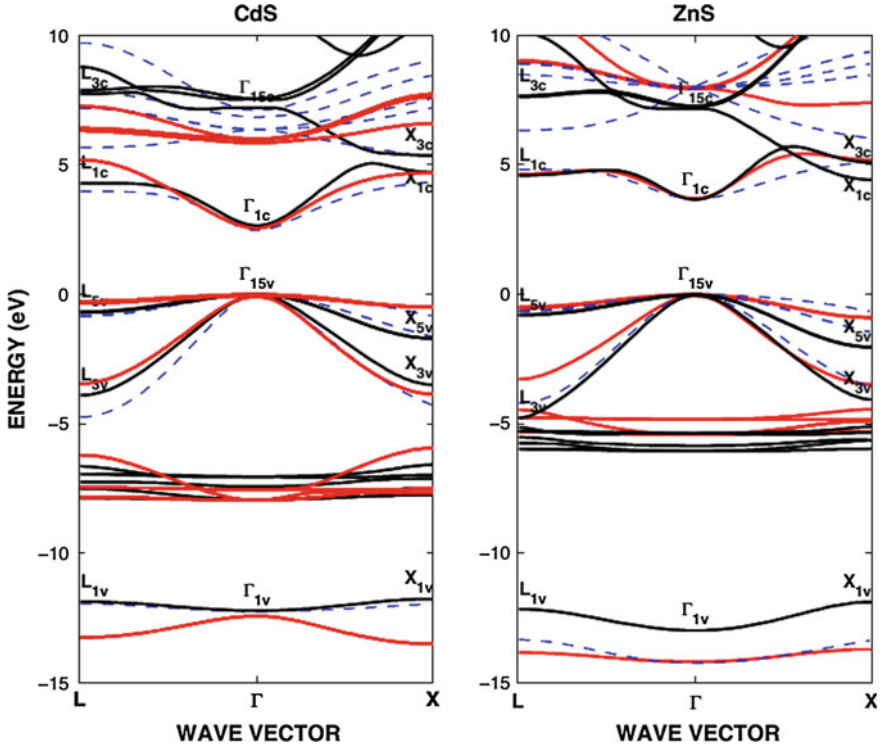 CdS
ZnS
10
5
0
−5
−10
−15
ENERGY (eV)
L3c
Γ15c
X3c
L1c
Γ1c
X1c
Γ15v
L5v
X5v
L3v
X3v
L1v
Γ1v
X1v
L
Γ
X
WAVE VECTOR
10
5
0
−5
−10
−15
L3c
Γ15c
X3c
L1c
Γ1c
X1c
Γ15v
L5v
X5v
L3v
X3v
L1v
Γ1v
X1v
L
Γ
X
WAVE VECTOR